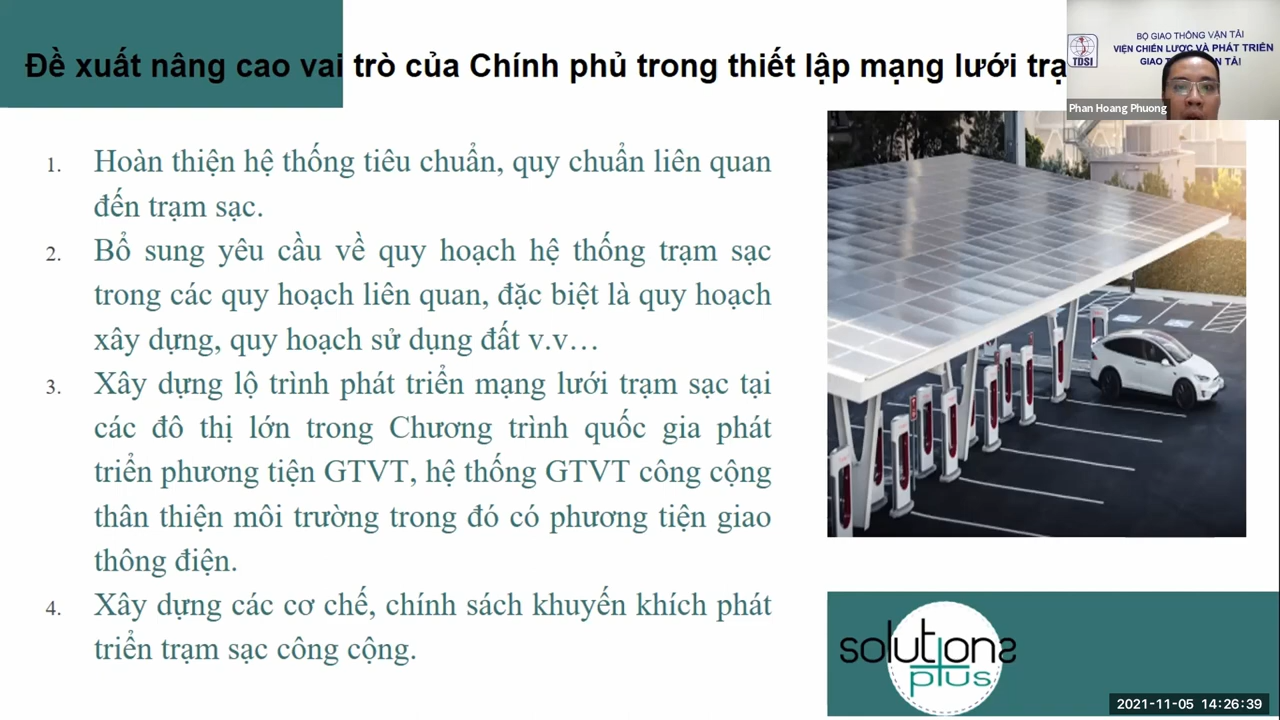 Đề xuất nâng cao vai trò của Chính phủ trong thiết lập mạng lưới trạ
BỘ GIAO THÔNG VẬN TẢI
VIỆN CHIẾN LƯỢC VÀ PHÁT TRIỂN
TDSI
Phan Hoang Phuong
1. Hoàn thiện hệ thống tiêu chuẩn, quy chuẩn liên quan
đến trạm sạc.
2. Bổ sung yêu cầu về quy hoạch hệ thống trạm sạc
trong các quy hoạch liên quan, đặc biệt là quy hoạch
xây dựng, quy hoạch sử dụng đất v.v…
3. Xây dựng lộ trình phát triển mạng lưới trạm sạc tại
các đô thị lớn trong Chương trình quốc gia phát
triển phương tiện GTVT, hệ thống GTVT công cộng
thân thiện môi trường trong đó có phương tiện giao
thông điện.
4. Xây dựng các cơ chế, chính sách khuyến khích phát
triển trạm sạc công cộng.
solutions
plus
2021-11-05 14:26:39